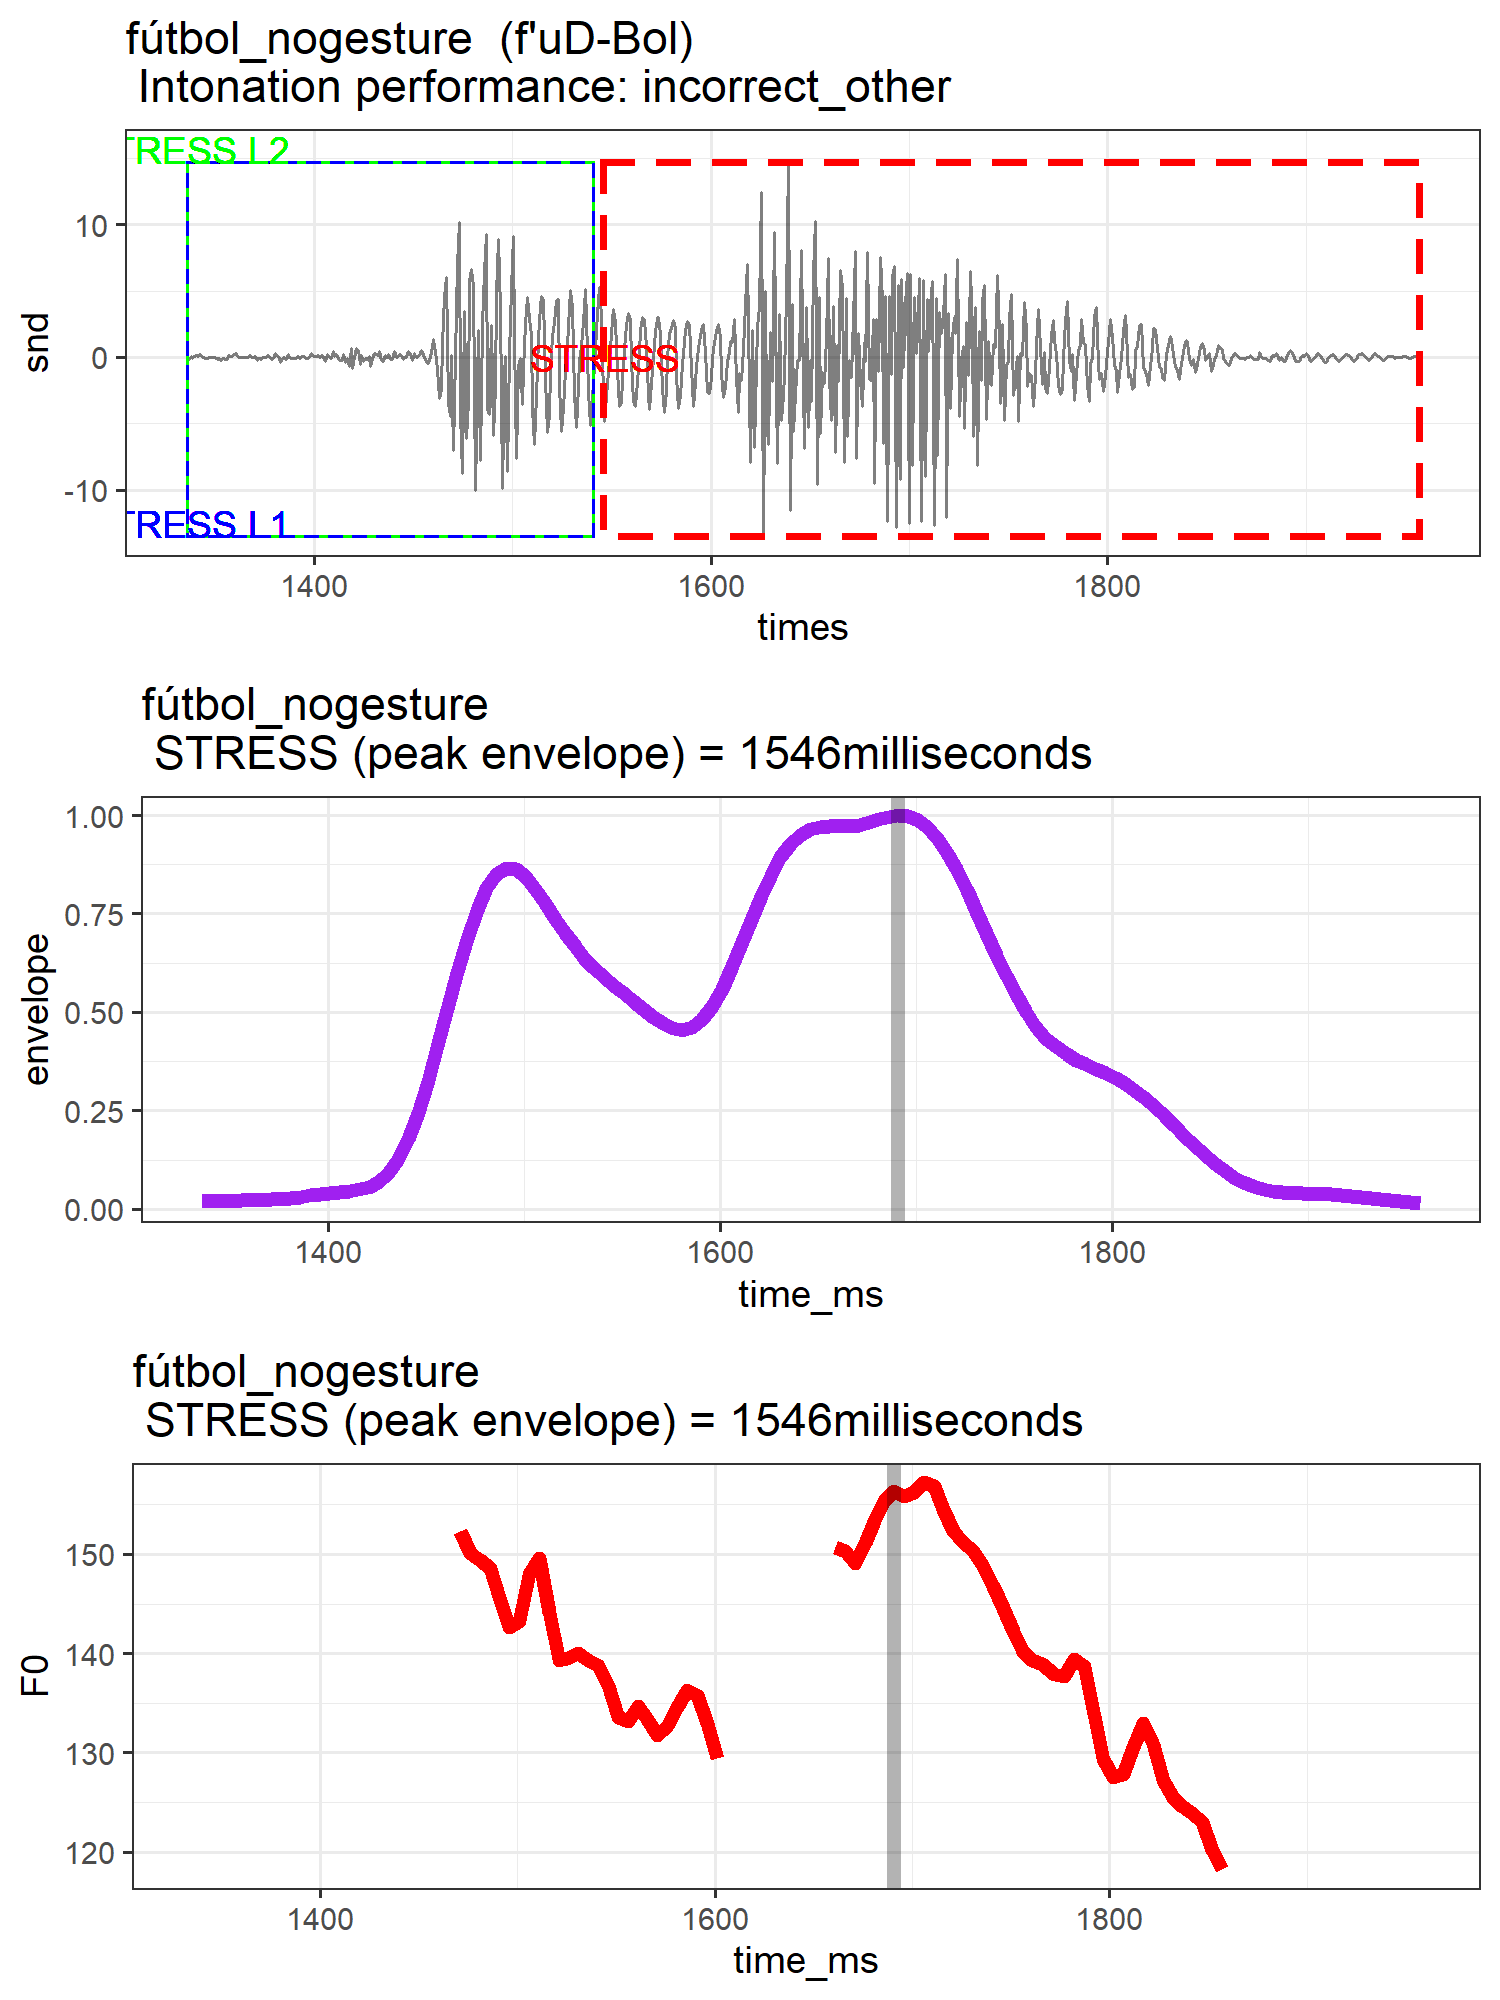 fútbol_nogesture  (f'uD-Bol)
Intonation performance: incorrect_other
TRESS L2
10
0
-10
snd
STRESS
TRESS L1
1400 1600 1800
times
fútbol_nogesture
STRESS (peak envelope) = 1546milliseconds
1.00
0.75
0.50
0.25
0.00
envelope
1400 1600 1800
time_ms
fútbol_nogesture
STRESS (peak envelope) = 1546milliseconds
150
140
130
120
F0
1400 1600 1800
time_ms